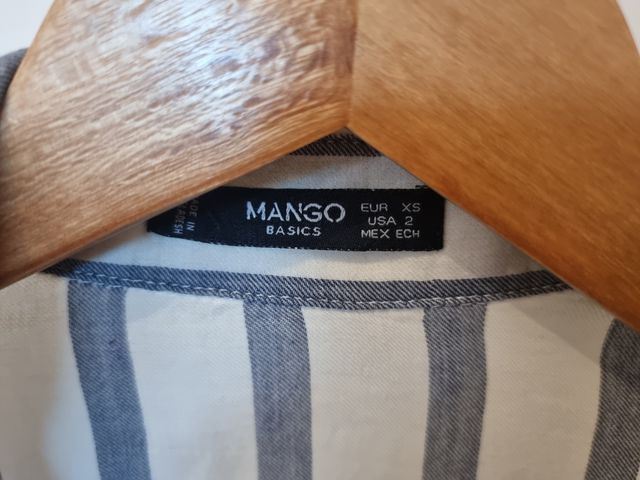 MANGO
BASICS
EUR XS
USA 2
MEX ECH